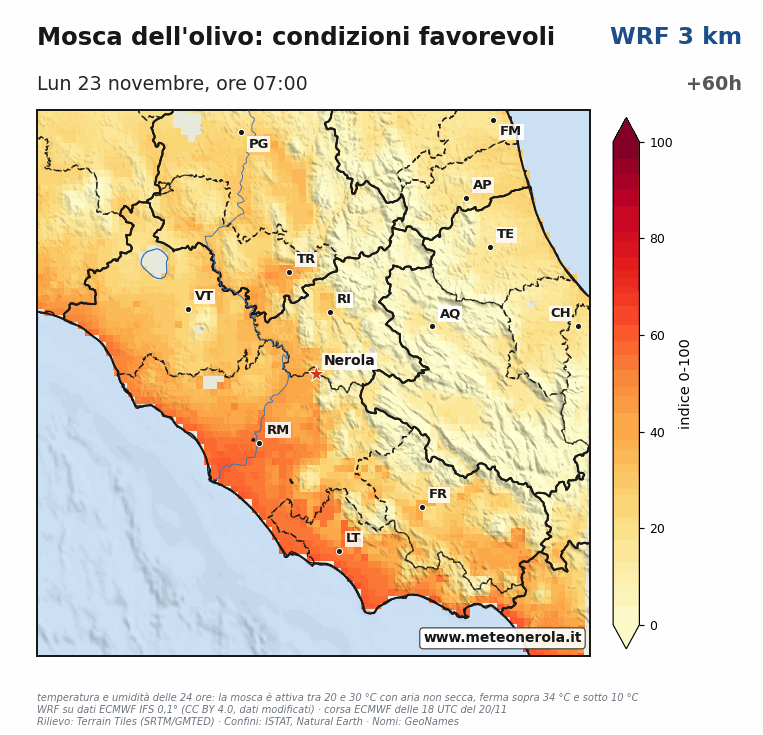 Mosca dell'olivo: condizioni favorevoli
WRF 3 km
Lun 23 novembre, ore 07:00
+60h
FM
PG
AP
TE
TR
VT
RI
AQ
CH
Nerola
RM
FR
LT
www.meteonerola.it
100
80
60
40
20
0
indice 0-100
temperatura e umidità delle 24 ore: la mosca è attiva tra 20 e 30 °C con aria non secca, ferma sopra 34 °C e sotto 10 °C
WRF su dati ECMWF IFS 0,1° (CC BY 4.0, dati modificati) · corsa ECMWF delle 18 UTC del 20/11
Rilievo: Terrain Tiles (SRTM/GMTED) · Confini: ISTAT, Natural Earth · Nomi: GeoNames